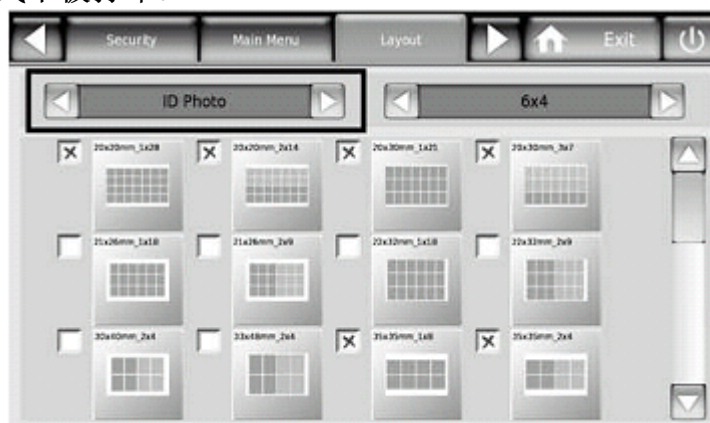 Security Main Menu Layout Exit
ID Photo 6x4
20x20mm_1x28 20x20mm_2x14 20x30mm_1x21 20x30mm_3x7
21x26mm_1x18 21x26mm_2x9 22x32mm_1x18 22x32mm_2x9
30x40mm_2x4 33x48mm_2x4 35x35mm_1x8 35x35mm_2x4